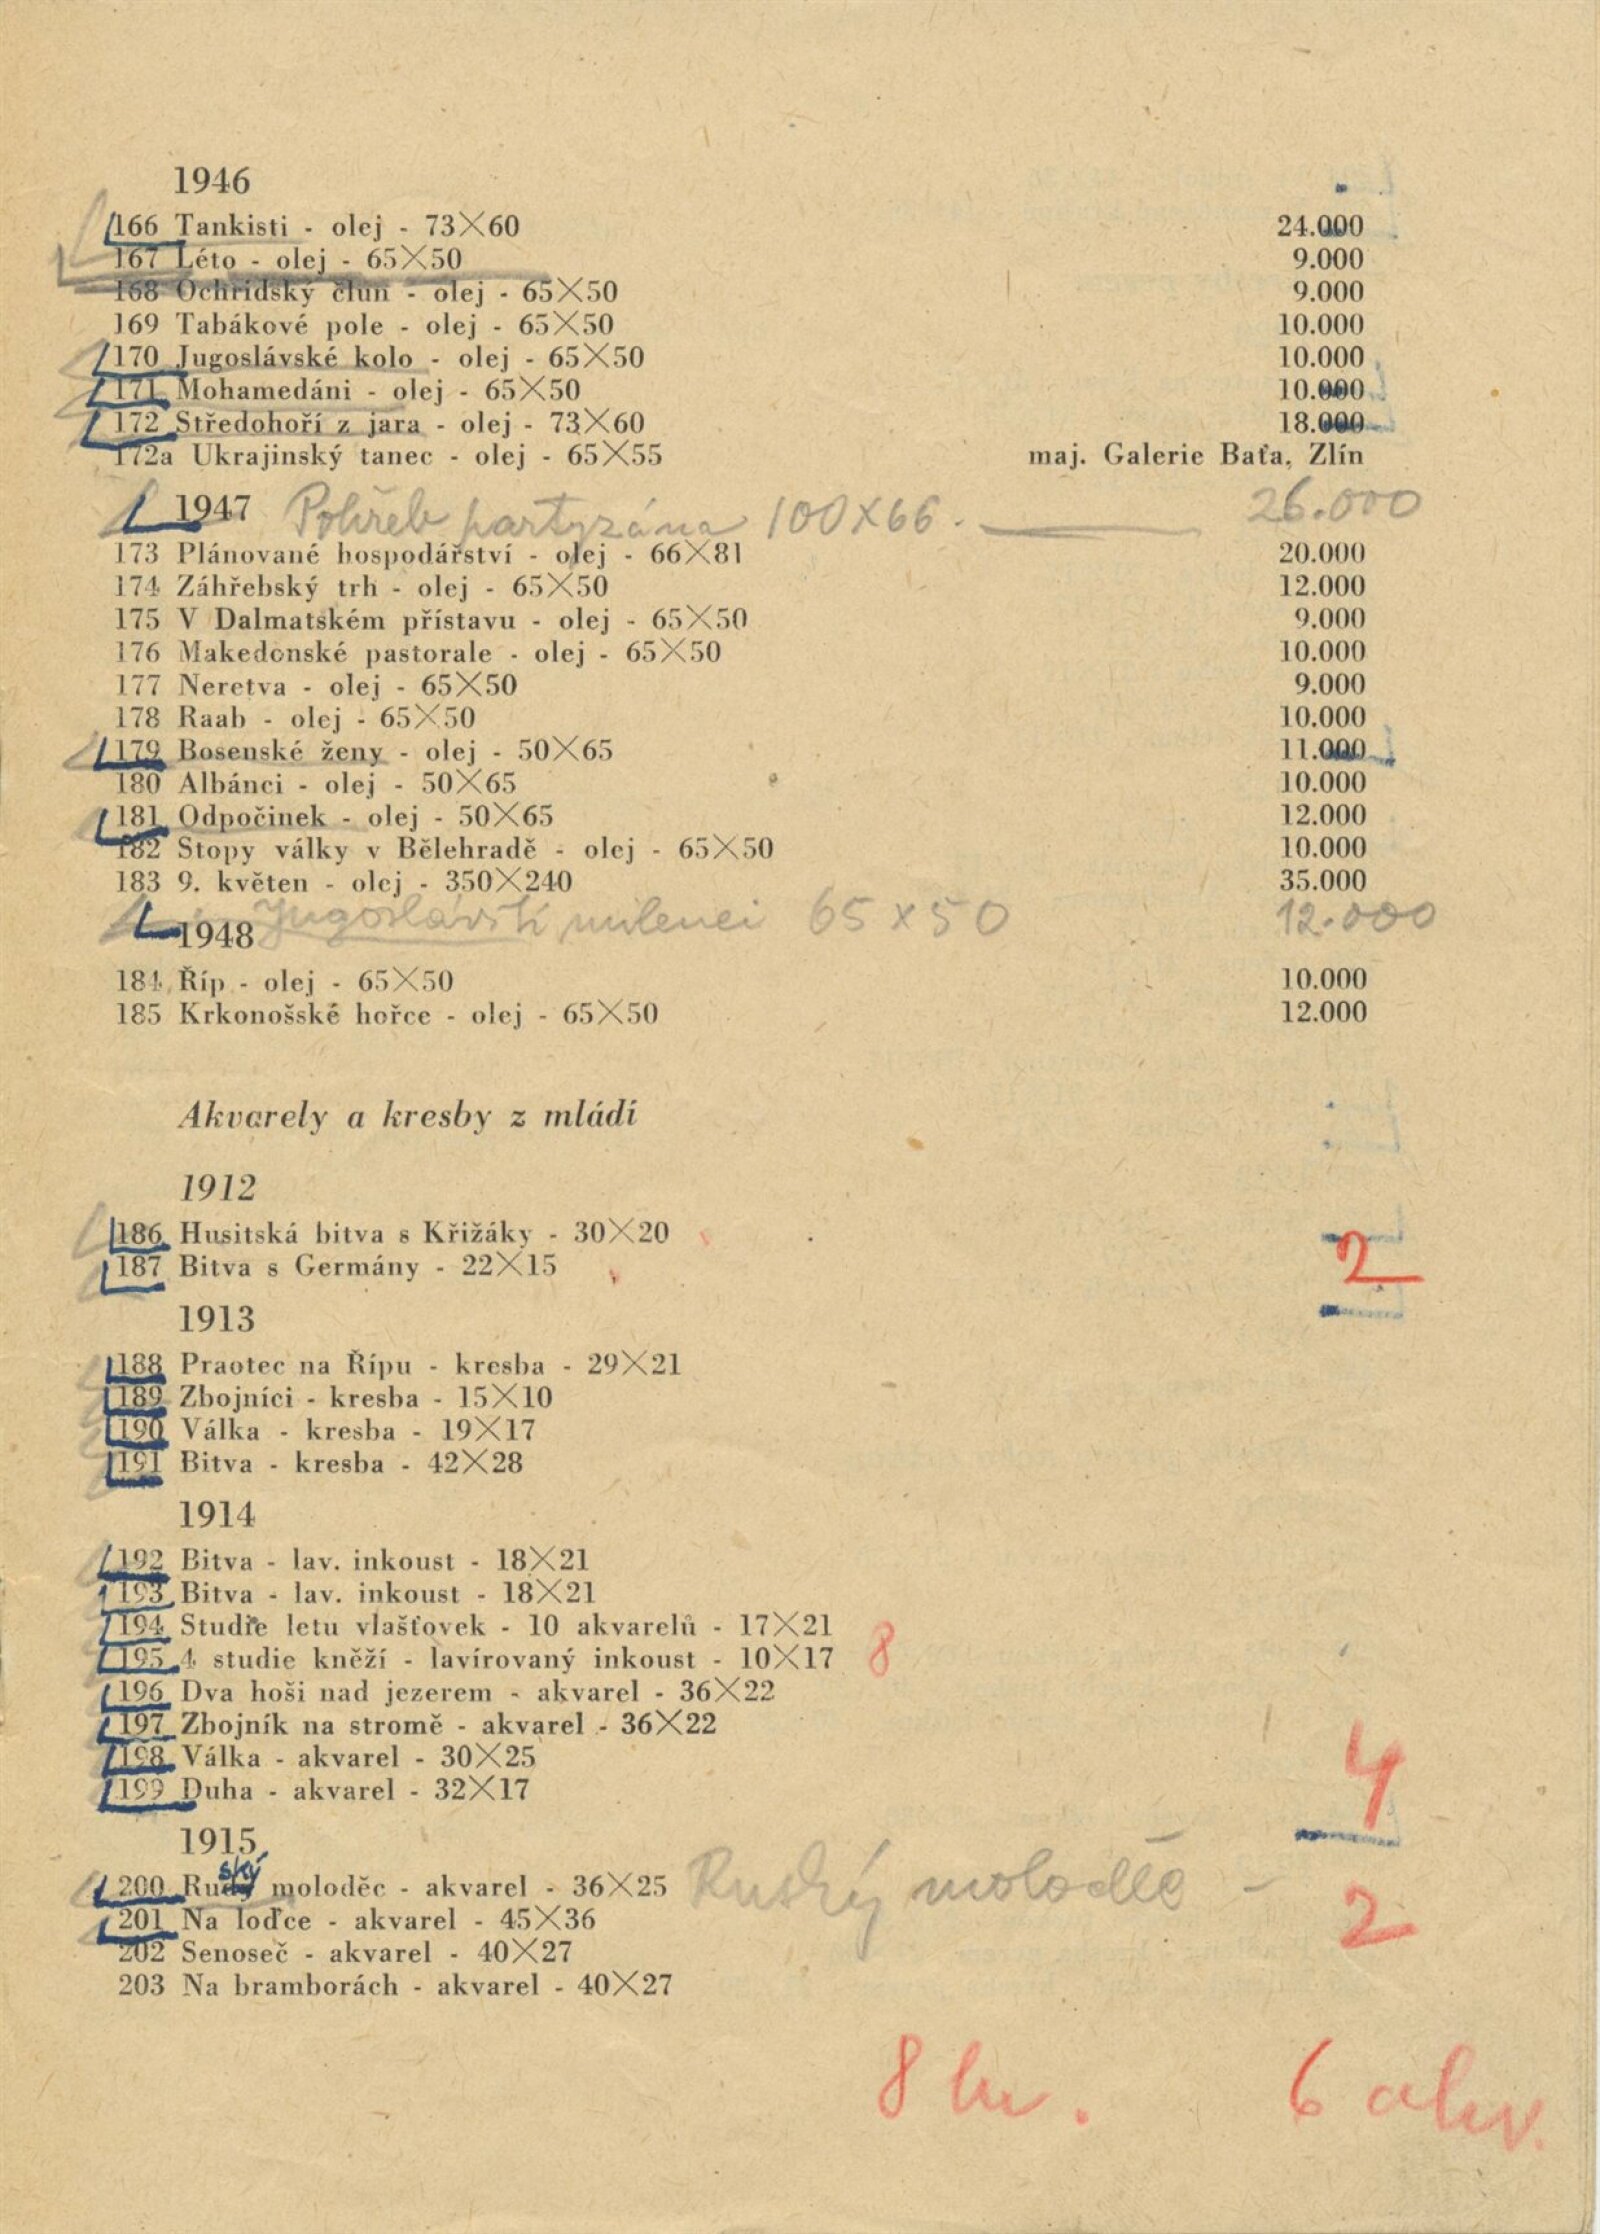 1946
166 Tankisti - olej - 73×60 24.000
167 Léto - olej - 65×50 9.000
168 Ochridský člun - olej - 65×50 9.000
169 Tabákové pole - olej - 65×50 10.000
170 Jugoslávské kolo - olej - 65×50 10.000
171 Mohamedáni - olej - 65×50 10.000
172 Středohoří z jara - olej - 73×60 18.000
172a Ukrajinský tanec - olej - 65×55 maj. Galerie Baťa, Zlín
1947 Pohřeb partyzána 100×66. 26.000
173 Plánované hospodářství - olej - 66×81 20.000
174 Záhřebský trh - olej - 65×50 12.000
175 V Dalmatském přístavu - olej - 65×50 9.000
176 Makedonské pastorale - olej - 65×50 10.000
177 Neretva - olej - 65×50 9.000
178 Raab - olej - 65×50 10.000
179 Bosenské ženy - olej - 50×65 11.000
180 Albánci - olej - 50×65 10.000
181 Odpočinek - olej - 50×65 12.000
182 Stopy války v Bělehradě - olej - 65×50 10.000
183 9. květen - olej - 350×240 35.000
Jugoslávští milenci 65×50 12.000
1948
184 Říp - olej - 65×50 10.000
185 Krkonošské hořce - olej - 65×50 12.000
Akvarely a kresby z mládí
1912
186 Husitská bitva s Křižáky - 30×20 2
187 Bitva s Germány - 22×15
1913
188 Praotec na Řípu - kresba - 29×21
189 Zbojníci - kresba - 15×10
190 Válka - kresba - 19×17
191 Bitva - kresba - 42×28
1914
192 Bitva - lav. inkoust - 18×21
193 Bitva - lav. inkoust - 18×21
194 Studie letu vlašťovek - 10 akvarelů - 17×21
195 4 studie kněží - lavírovaný inkoust - 10×17 8
196 Dva hoši nad jezerem - akvarel - 36×22
197 Zbojník na stromě - akvarel - 36×22
198 Válka - akvarel - 30×25 4
199 Duha - akvarel - 32×17
1915
ský
200 Rudý moloděc - akvarel - 36×25 Ruský moloděc - 2
201 Na loďce - akvarel - 45×36
202 Senoseč - akvarel - 40×27
203 Na bramborách - akvarel - 40×27
8 kr. 6 akv.